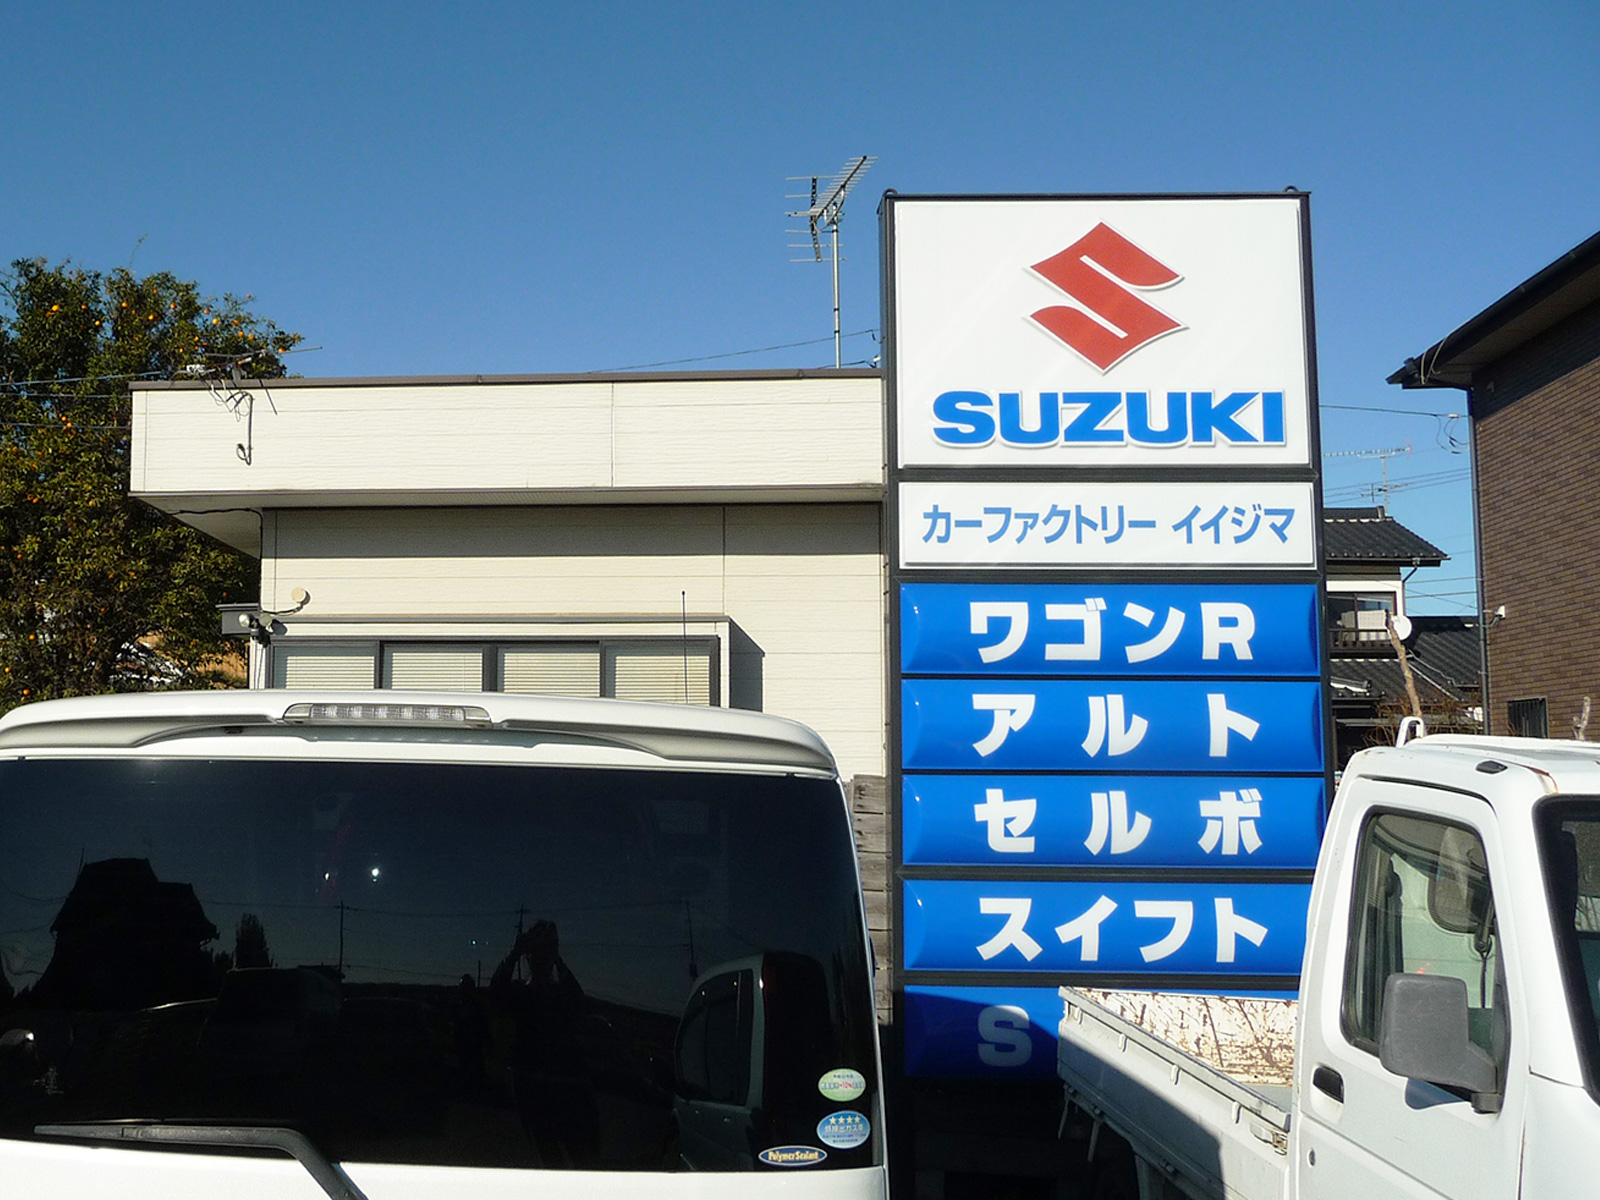 SUZUKI
カーファクトリー イイジマ
ワゴンR
アルト
セルボ
スイフト
S
PolymerSealant